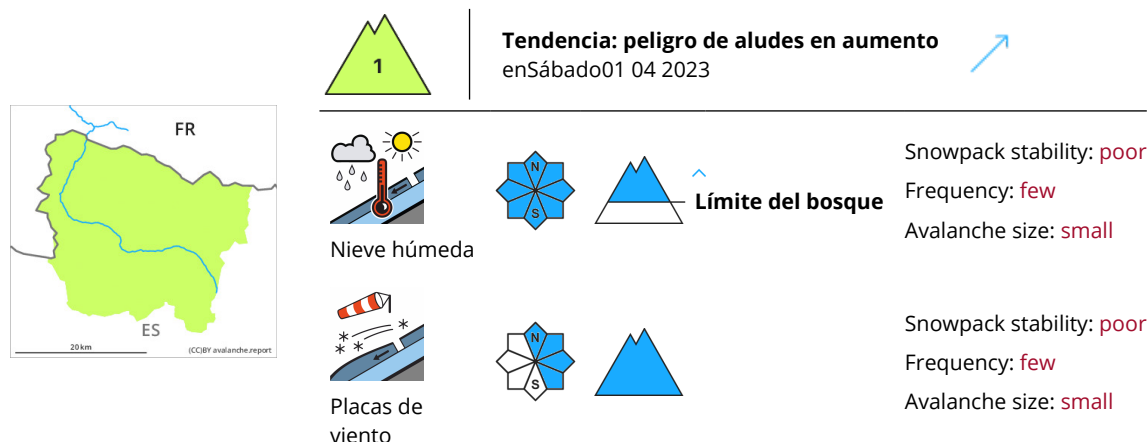 1
Tendencia: peligro de aludes en aumento
enSábado01 04 2023
FR
ES
20 km
(CC)BY avalanche.report
N
S
Límite del bosque
Nieve húmeda
Snowpack stability: poor
Frequency: few
Avalanche size: small
N
S
Placas de
viento
Snowpack stability: poor
Frequency: few
Avalanche size: small